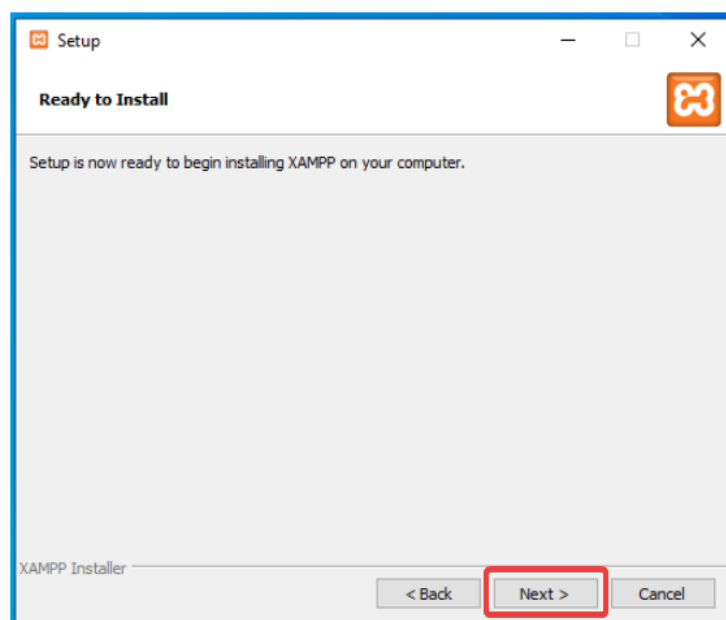 Setup
Ready to Install
Setup is now ready to begin installing XAMPP on your computer.
XAMPP Installer
< Back
Next >
Cancel